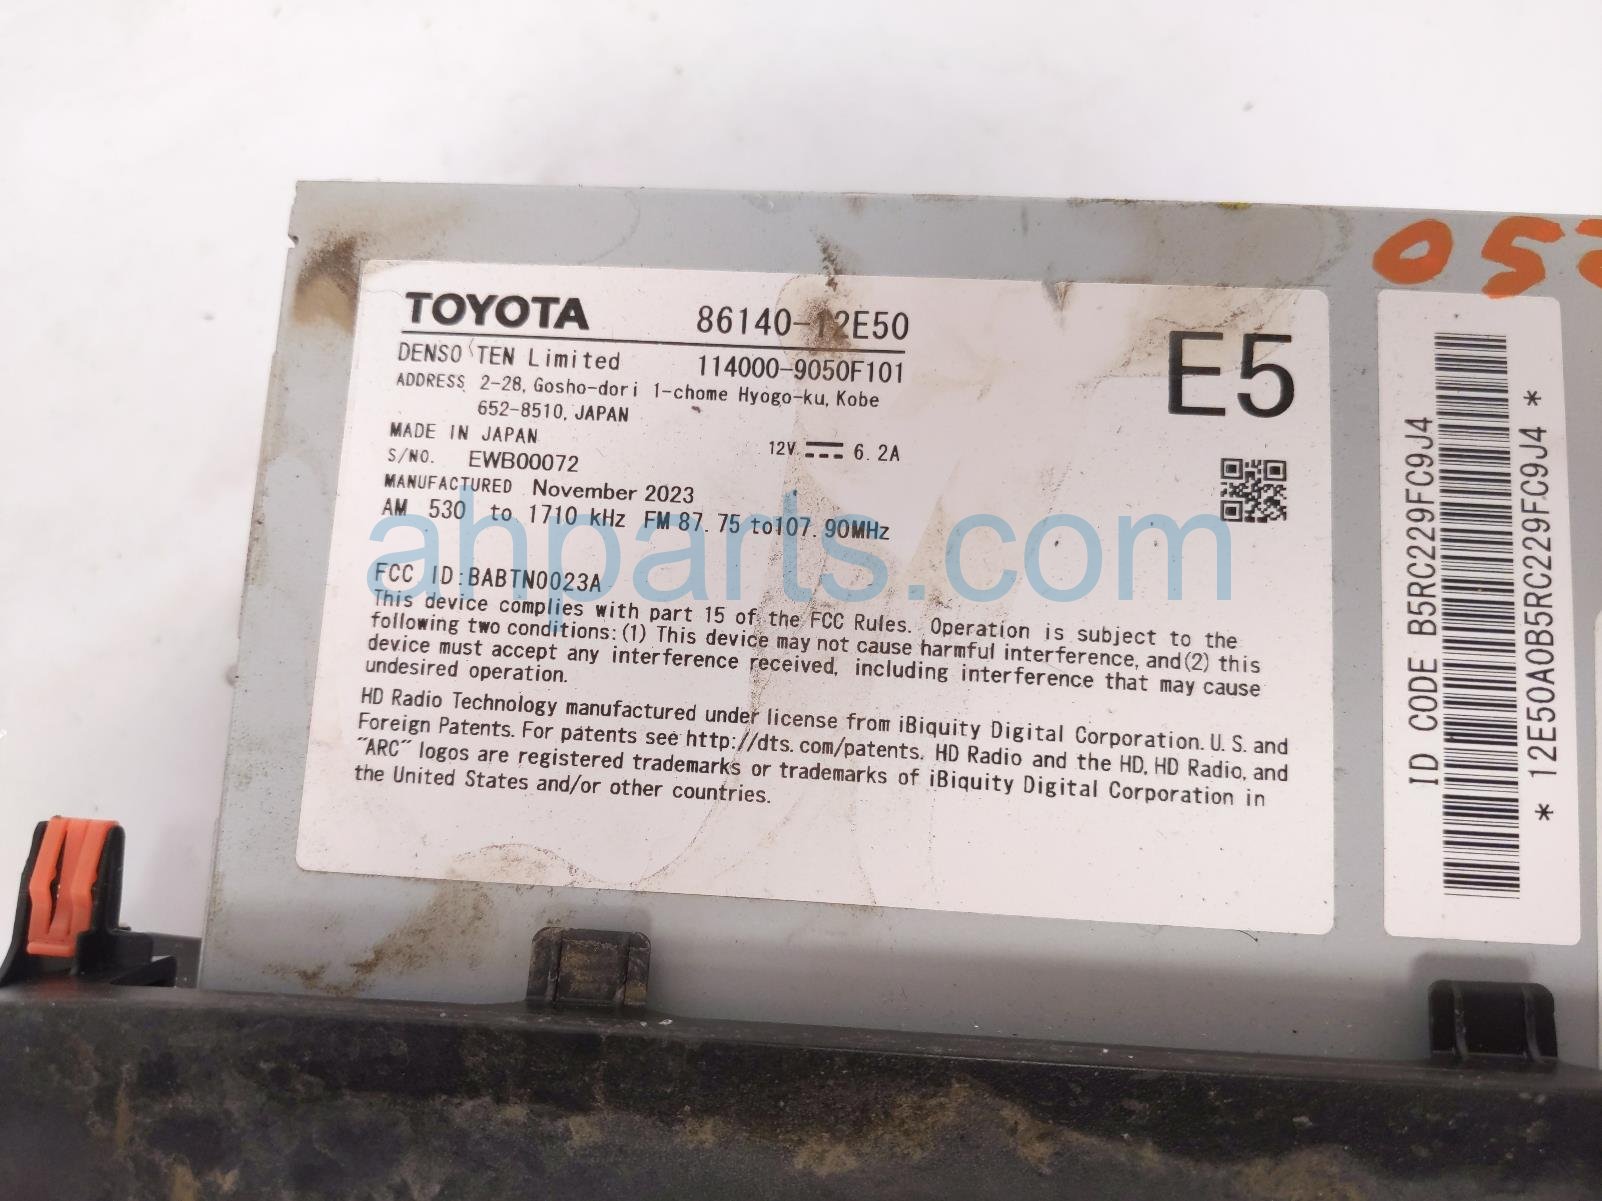 TOYOTA 86140-12E50
DENSO TEN Limited 114000-9050F101
ADDRESS 2-28, Gosho-dori 1-chome Hyogo-ku, Kobe
652-8510, JAPAN
MADE IN JAPAN
12V 6.2A
S/NO. EWB00072
MANUFACTURED November 2023
AM 530 to 1710 kHz FM 87.75 to107.90MHz
FCC ID:BABTN0023A
This device complies with part 15 of the FCC Rules. Operation is subject to the
following two conditions: (1) This device may not cause harmful interference, and (2) this
device must accept any interference received, including interference that may cause
undesired operation.
HD Radio Technology manufactured under license from iBiquity Digital Corporation. U.S. and
Foreign Patents. For patents see http://dts.com/patents. HD Radio and the HD, HD Radio, and
"ARC" logos are registered trademarks or trademarks of iBiquity Digital Corporation in
the United States and/or other countries.
E5
ID CODE B5RC229FC9J4
* 12E50A0B5RC229FC9J4 *
052
ahparts.com